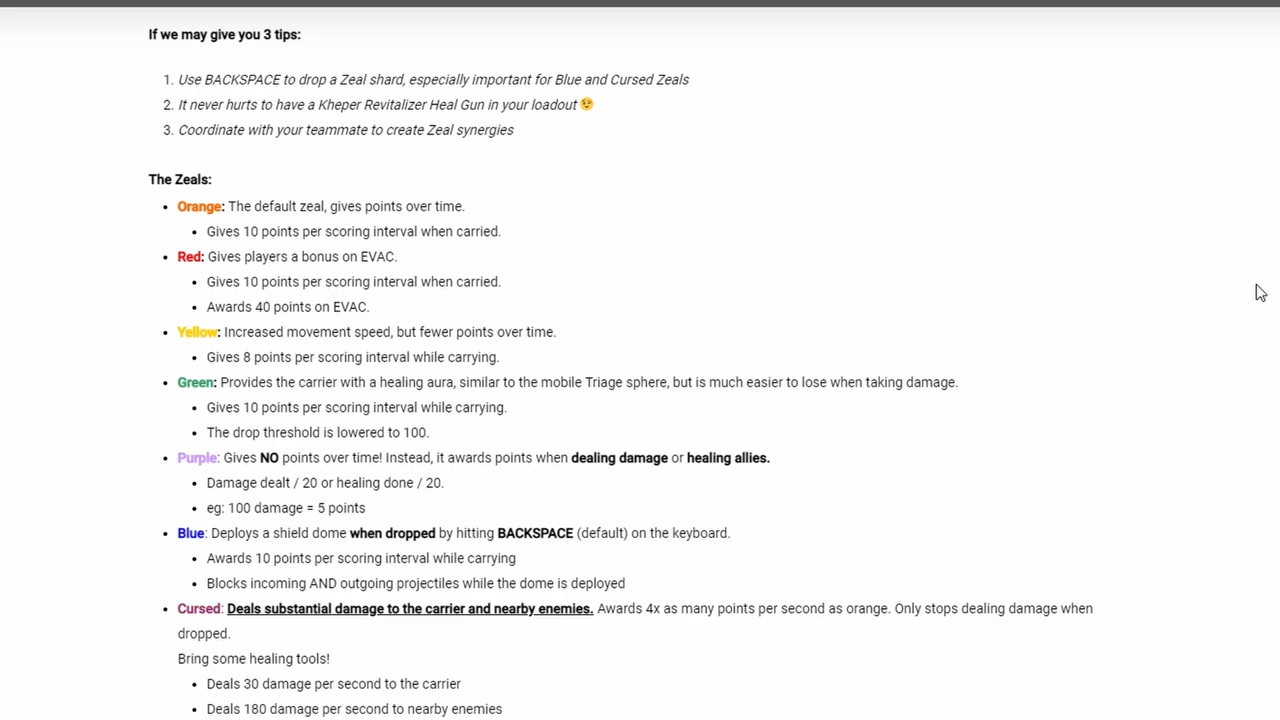 If we may give you 3 tips:
1. Use BACKSPACE to drop a Zeal shard, especially important for Blue and Cursed Zeals
2. It never hurts to have a Kheper Revitalizer Heal Gun in your loadout 😉
3. Coordinate with your teammate to create Zeal synergies
The Zeals:
• Orange: The default zeal, gives points over time.
• Gives 10 points per scoring interval when carried.
• Red: Gives players a bonus on EVAC.
• Gives 10 points per scoring interval when carried.
• Awards 40 points on EVAC.
• Yellow: Increased movement speed, but fewer points over time.
• Gives 8 points per scoring interval while carrying.
• Green: Provides the carrier with a healing aura, similar to the mobile Triage sphere, but is much easier to lose when taking damage.
• Gives 10 points per scoring interval while carrying.
• The drop threshold is lowered to 100.
• Purple: Gives NO points over time! Instead, it awards points when dealing damage or healing allies.
• Damage dealt / 20 or healing done / 20.
• eg: 100 damage = 5 points
• Blue: Deploys a shield dome when dropped by hitting BACKSPACE (default) on the keyboard.
• Awards 10 points per scoring interval while carrying
• Blocks incoming AND outgoing projectiles while the dome is deployed
• Cursed: Deals substantial damage to the carrier and nearby enemies. Awards 4x as many points per second as orange. Only stops dealing damage when
dropped.
Bring some healing tools!
• Deals 30 damage per second to the carrier
• Deals 180 damage per second to nearby enemies